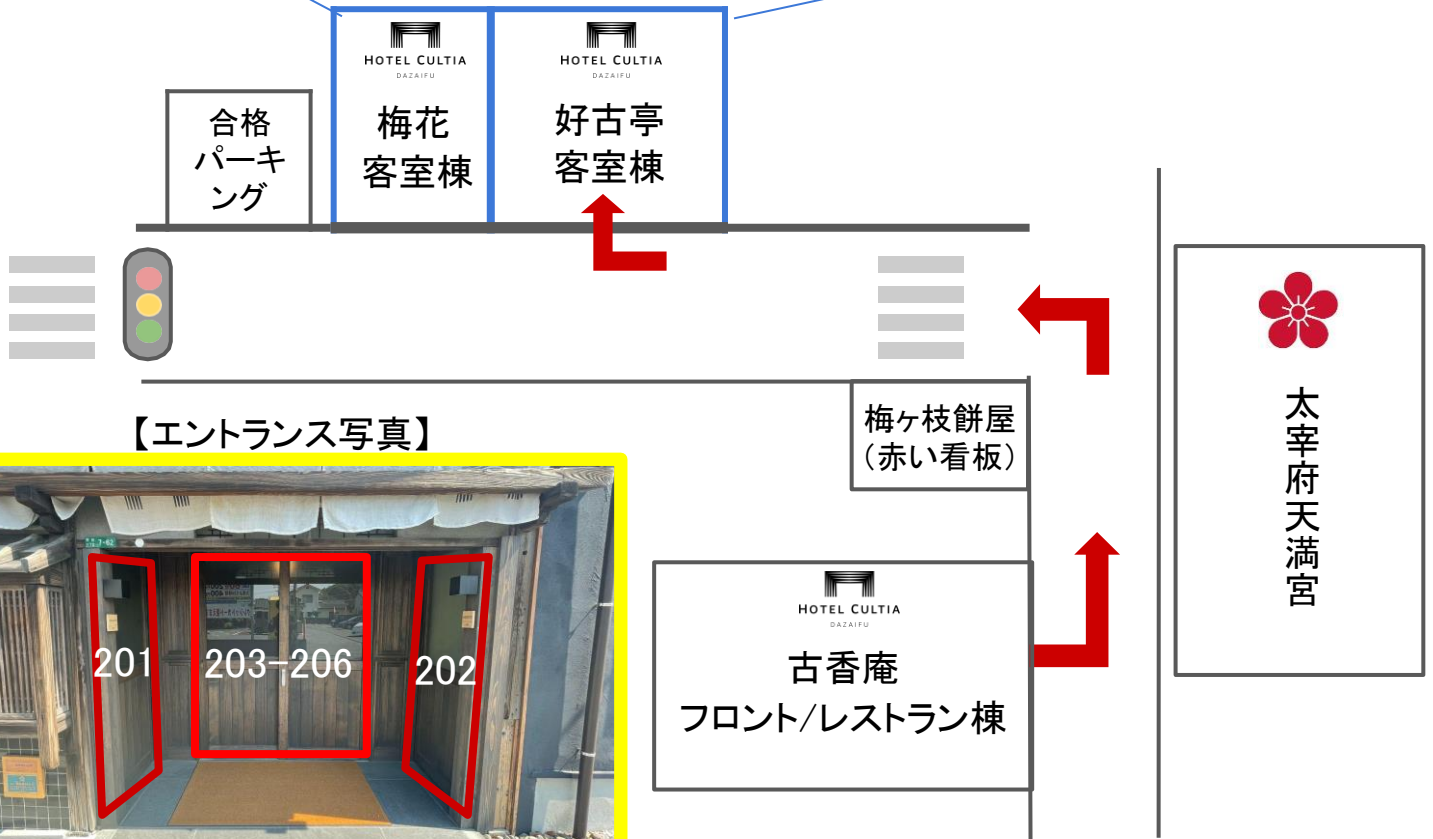 HOTEL CULTIA
DAZAIFU
梅花
客室棟
HOTEL CULTIA
DAZAIFU
好古亭
客室棟
合格
パーキ
ング
太宰府天満宮
梅ヶ枝餅屋
（赤い看板）
【エントランス写真】
7-62
201
203-206
202
HOTEL CULTIA
DAZAIFU
古香庵
フロント/レストラン棟